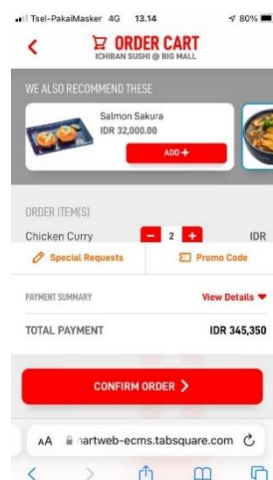 Tsel-PakaiMasker 4G 13.14 80%
ORDER CART
ICHIBAN SUSHI @ BIG MALL
WE ALSO RECOMMEND THESE
Salmon Sakura
IDR 32,000.00
ADD +
ORDER ITEM(S)
Chicken Curry - 2 + IDR
Special Requests Promo Code
PAYMENT SUMMARY View Details
TOTAL PAYMENT IDR 345,350
CONFIRM ORDER >
AA nartweb-ecms.tabsquare.com